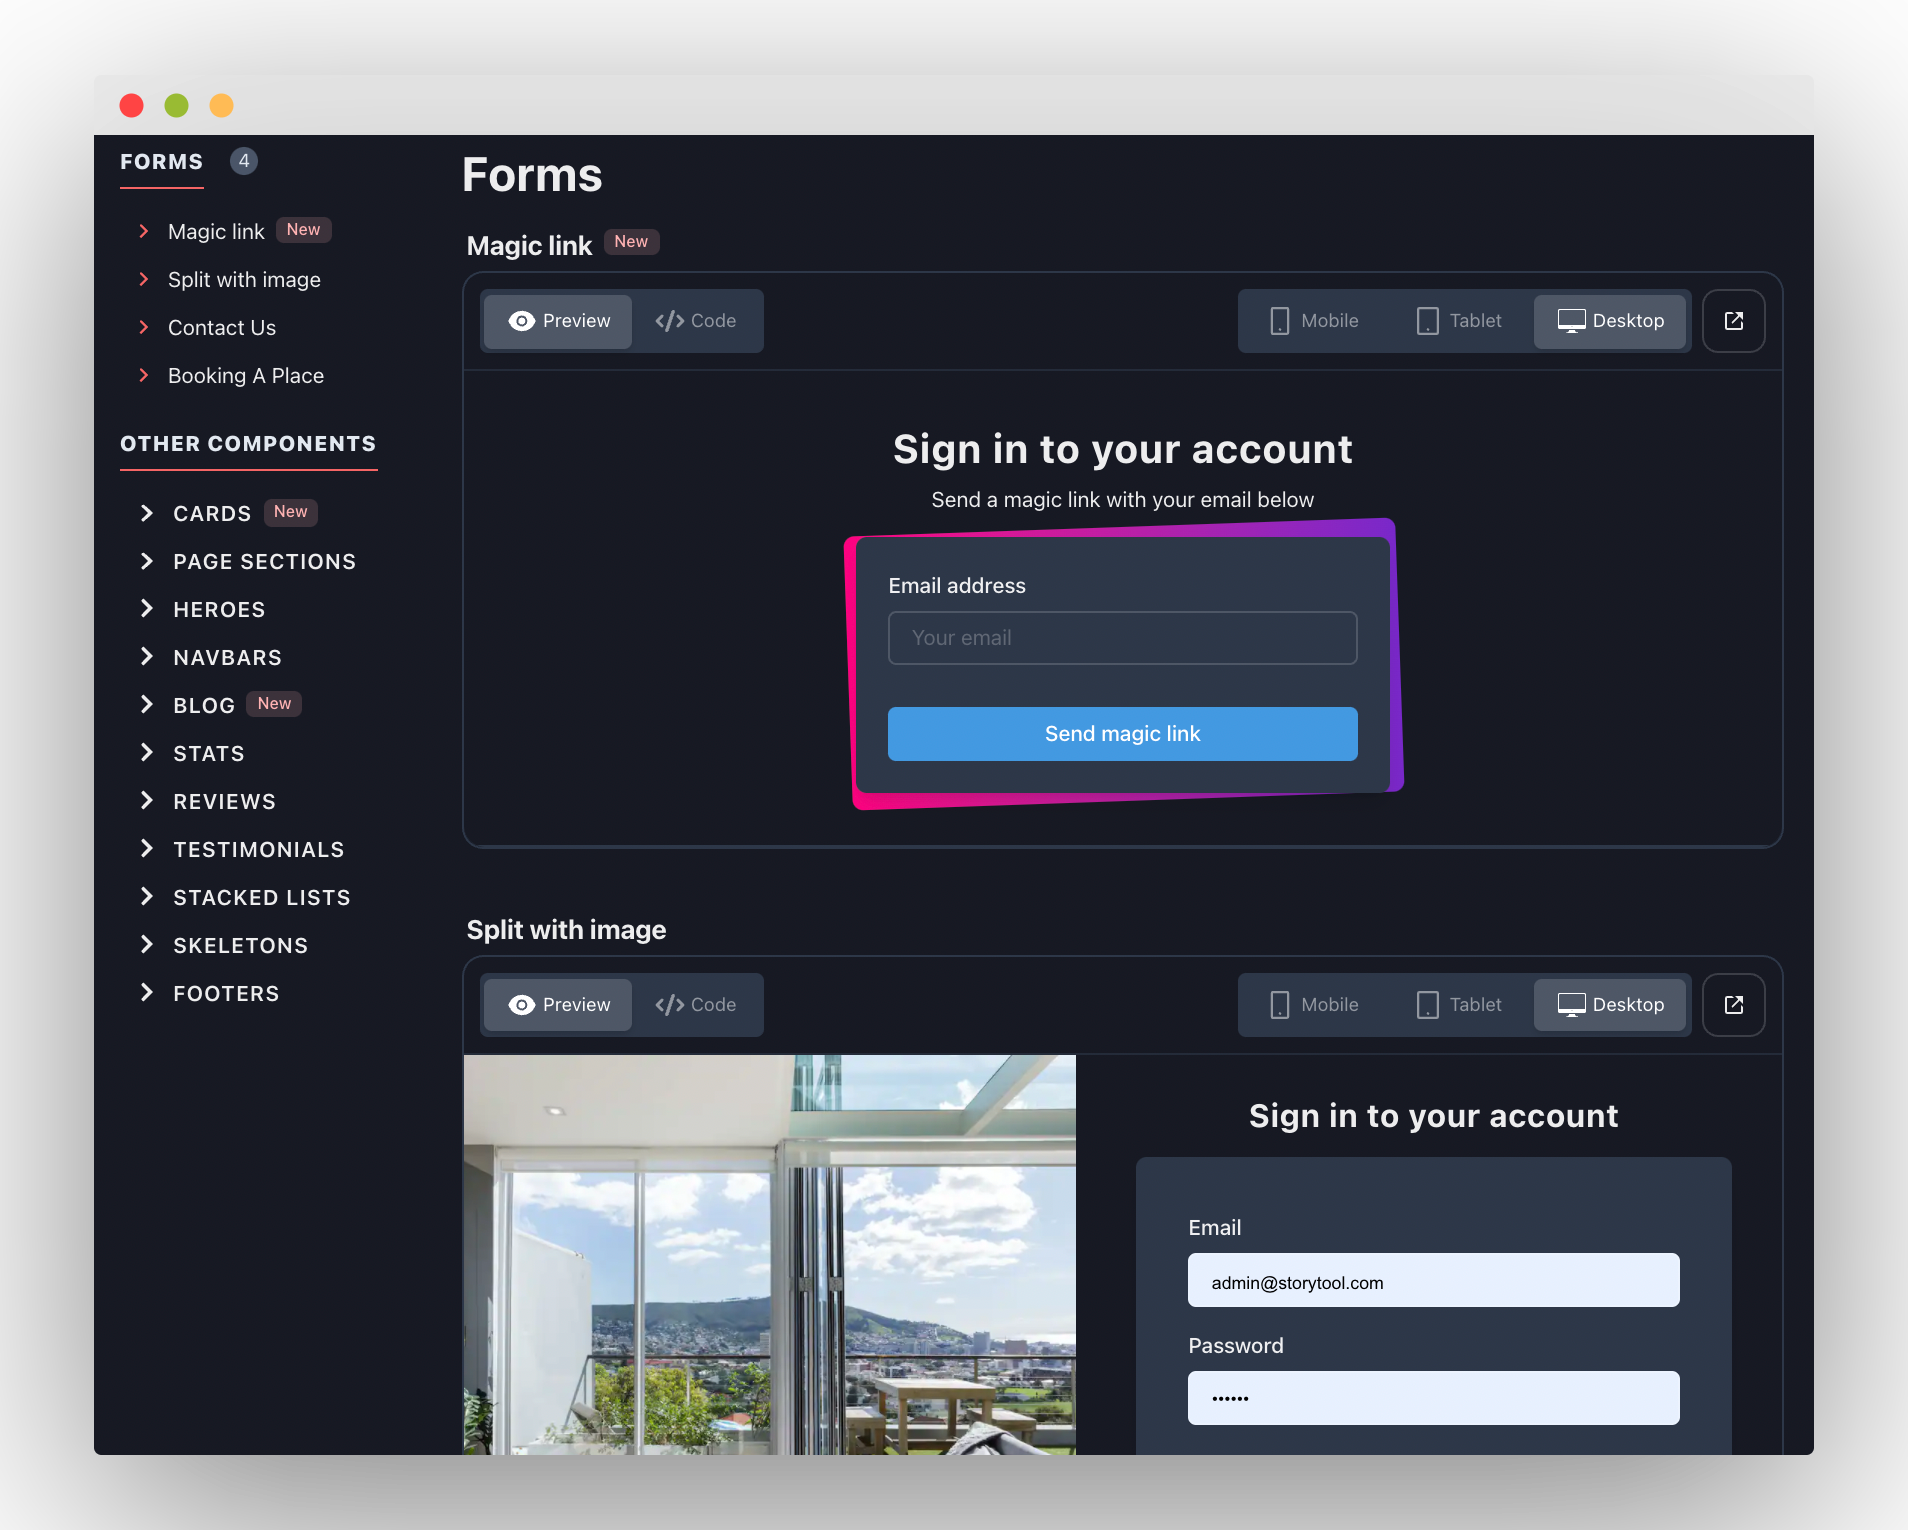 FORMS 4
Magic link New
Split with image
Contact Us
Booking A Place
OTHER COMPONENTS
CARDS New
PAGE SECTIONS
HEROES
NAVBARS
BLOG New
STATS
REVIEWS
TESTIMONIALS
STACKED LISTS
SKELETONS
FOOTERS
Forms
Magic link New
Preview </> Code Mobile Tablet Desktop
Sign in to your account
Send a magic link with your email below
Email address
Your email
Send magic link
Split with image
Preview </> Code Mobile Tablet Desktop
Sign in to your account
Email
admin@storytool.com
Password
••••••